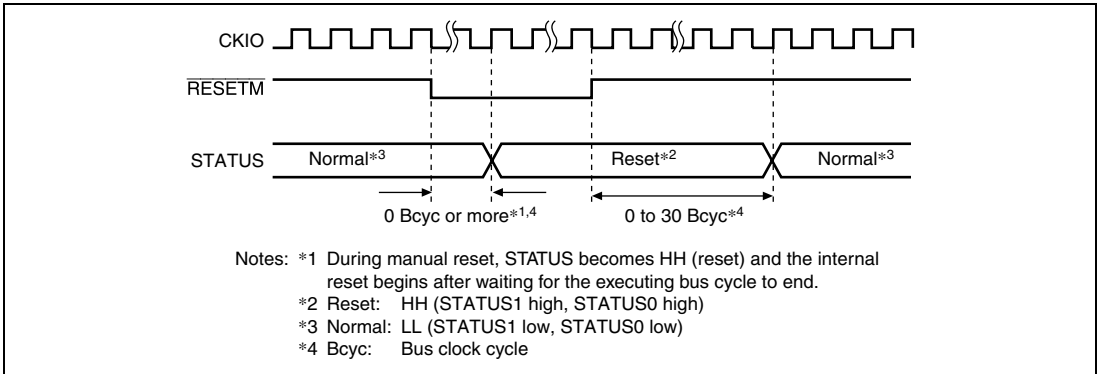 CKIO
RESETM
STATUS
Normal*3
Reset*2
Normal*3
0 Bcyc or more*1,4
0 to 30 Bcyc*4
Notes: *1 During manual reset, STATUS becomes HH (reset) and the internal
reset begins after waiting for the executing bus cycle to end.
*2 Reset: HH (STATUS1 high, STATUS0 high)
*3 Normal: LL (STATUS1 low, STATUS0 low)
*4 Bcyc: Bus clock cycle